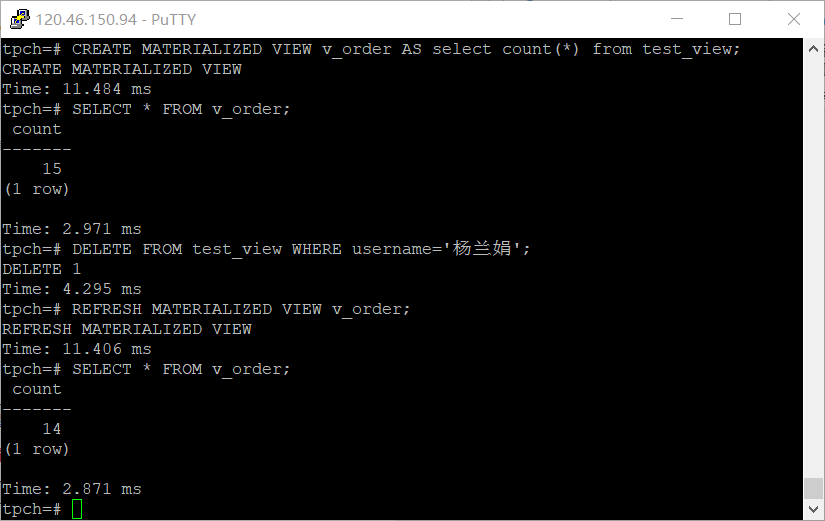 120.46.150.94 - PuTTY
tpch=# CREATE MATERIALIZED VIEW v_order AS select count(*) from test_view;
CREATE MATERIALIZED VIEW
Time: 11.484 ms
tpch=# SELECT * FROM v_order;
 count
-------
    15
(1 row)

Time: 2.971 ms
tpch=# DELETE FROM test_view WHERE username='杨兰娟';
DELETE 1
Time: 4.295 ms
tpch=# REFRESH MATERIALIZED VIEW v_order;
REFRESH MATERIALIZED VIEW
Time: 11.406 ms
tpch=# SELECT * FROM v_order;
 count
-------
    14
(1 row)

Time: 2.871 ms
tpch=#